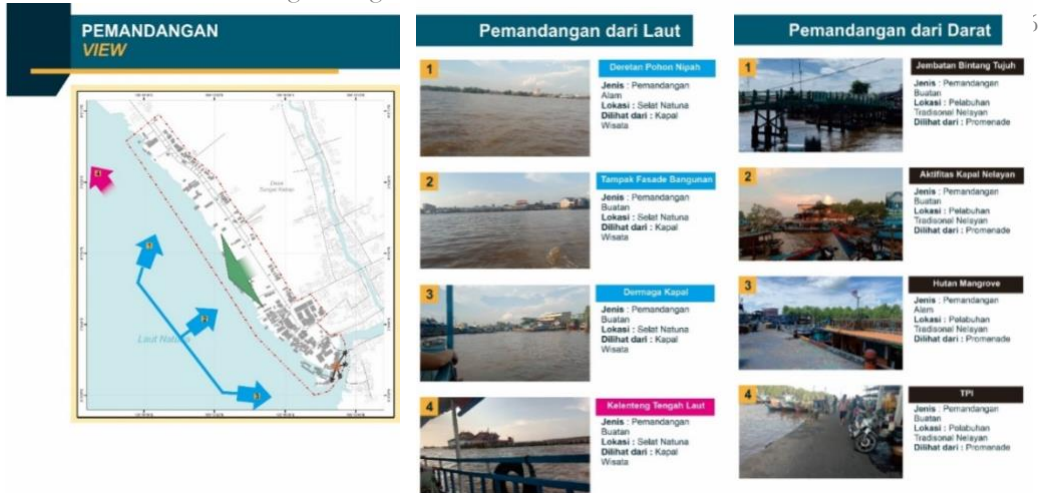 PEMANDANGAN
VIEW
Laut Natuna
4
1
2
3
Pemandangan dari Laut
1
Deretan Pohon Nipah
Jenis : Pemandangan
Alam
Lokasi : Selat Natuna
Dilihat dari : Kapal
Wisata
2
Tampak Fasade Bangunan
Jenis : Pemandangan
Buatan
Lokasi : Selat Natuna
Dilihat dari : Kapal
Wisata
3
Dermaga Kapal
Jenis : Pemandangan
Buatan
Lokasi : Selat Natuna
Dilihat dari : Kapal
Wisata
4
Kelenteng Tengah Laut
Jenis : Pemandangan
Buatan
Lokasi : Selat Natuna
Dilihat dari : Kapal
Wisata
Pemandangan dari Darat
1
Jembatan Bintang Tujuh
Jenis : Pemandangan
Buatan
Lokasi : Pelabuhan
Tradisional Nelayan
Dilihat dari : Promenade
2
Aktifitas Kapal Nelayan
Jenis : Pemandangan
Buatan
Lokasi : Pelabuhan
Tradisional Nelayan
Dilihat dari : Promenade
3
Hutan Mangrove
Jenis : Pemandangan
Alam
Lokasi : Pelabuhan
Tradisonal Nelayan
Dilihat dari : Promenade
4
TPI
Jenis : Pemandangan
Buatan
Lokasi : Pelabuhan
Tradisonal Nelayan
Dilihat dari : Promenade